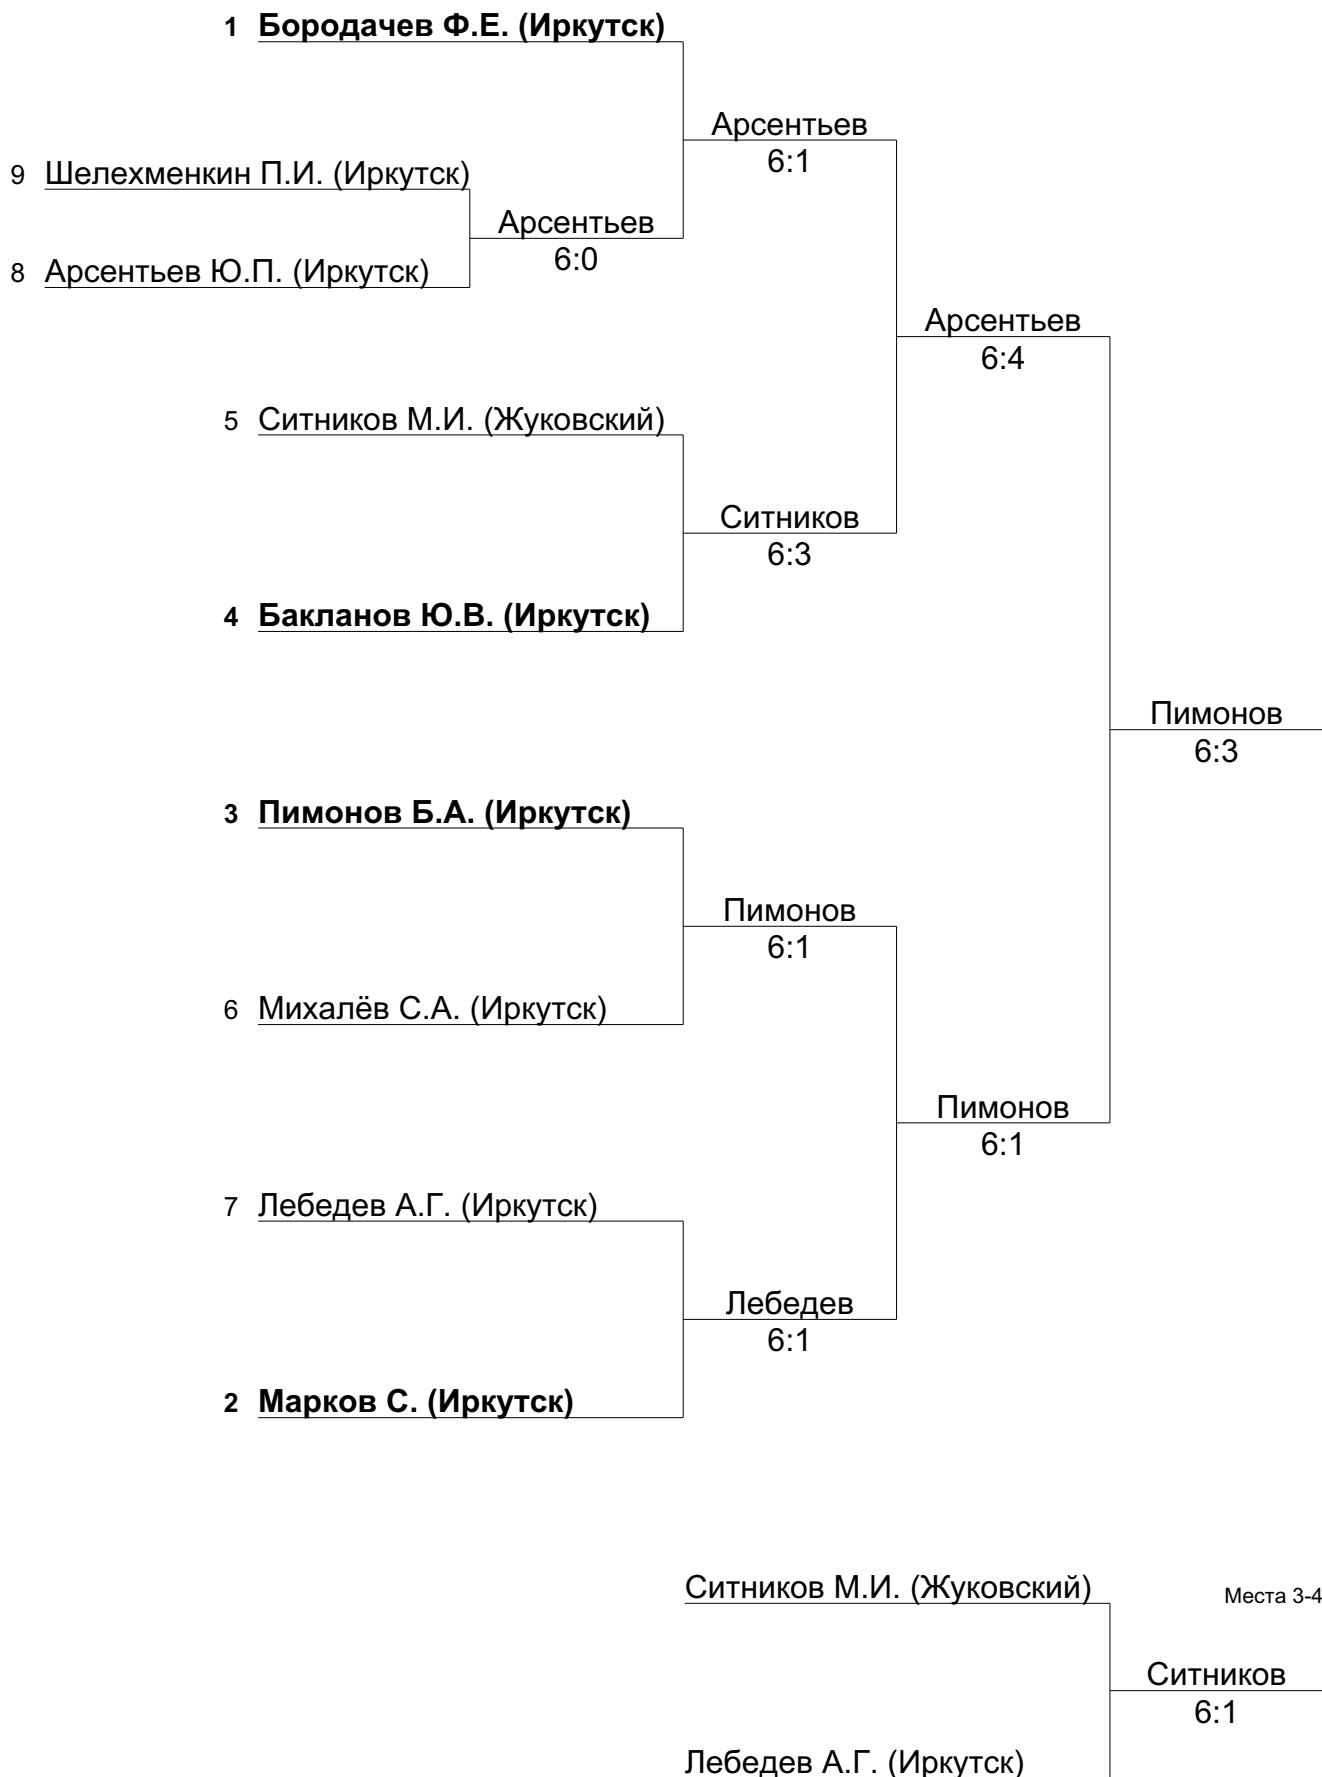 1 Бородачев Ф.Е. (Иркутск)
Арсентьев
6:1
9 Шелехменкин П.И. (Иркутск)
Арсентьев
6:0
8 Арсентьев Ю.П. (Иркутск)
Арсентьев
6:4
5 Ситников М.И. (Жуковский)
Ситников
6:3
4 Бакланов Ю.В. (Иркутск)
Пимонов
6:3
3 Пимонов Б.А. (Иркутск)
Пимонов
6:1
6 Михалёв С.А. (Иркутск)
Пимонов
6:1
7 Лебедев А.Г. (Иркутск)
Лебедев
6:1
2 Марков С. (Иркутск)
Ситников М.И. (Жуковский)
Места 3-4
Ситников
6:1
Лебедев А.Г. (Иркутск)